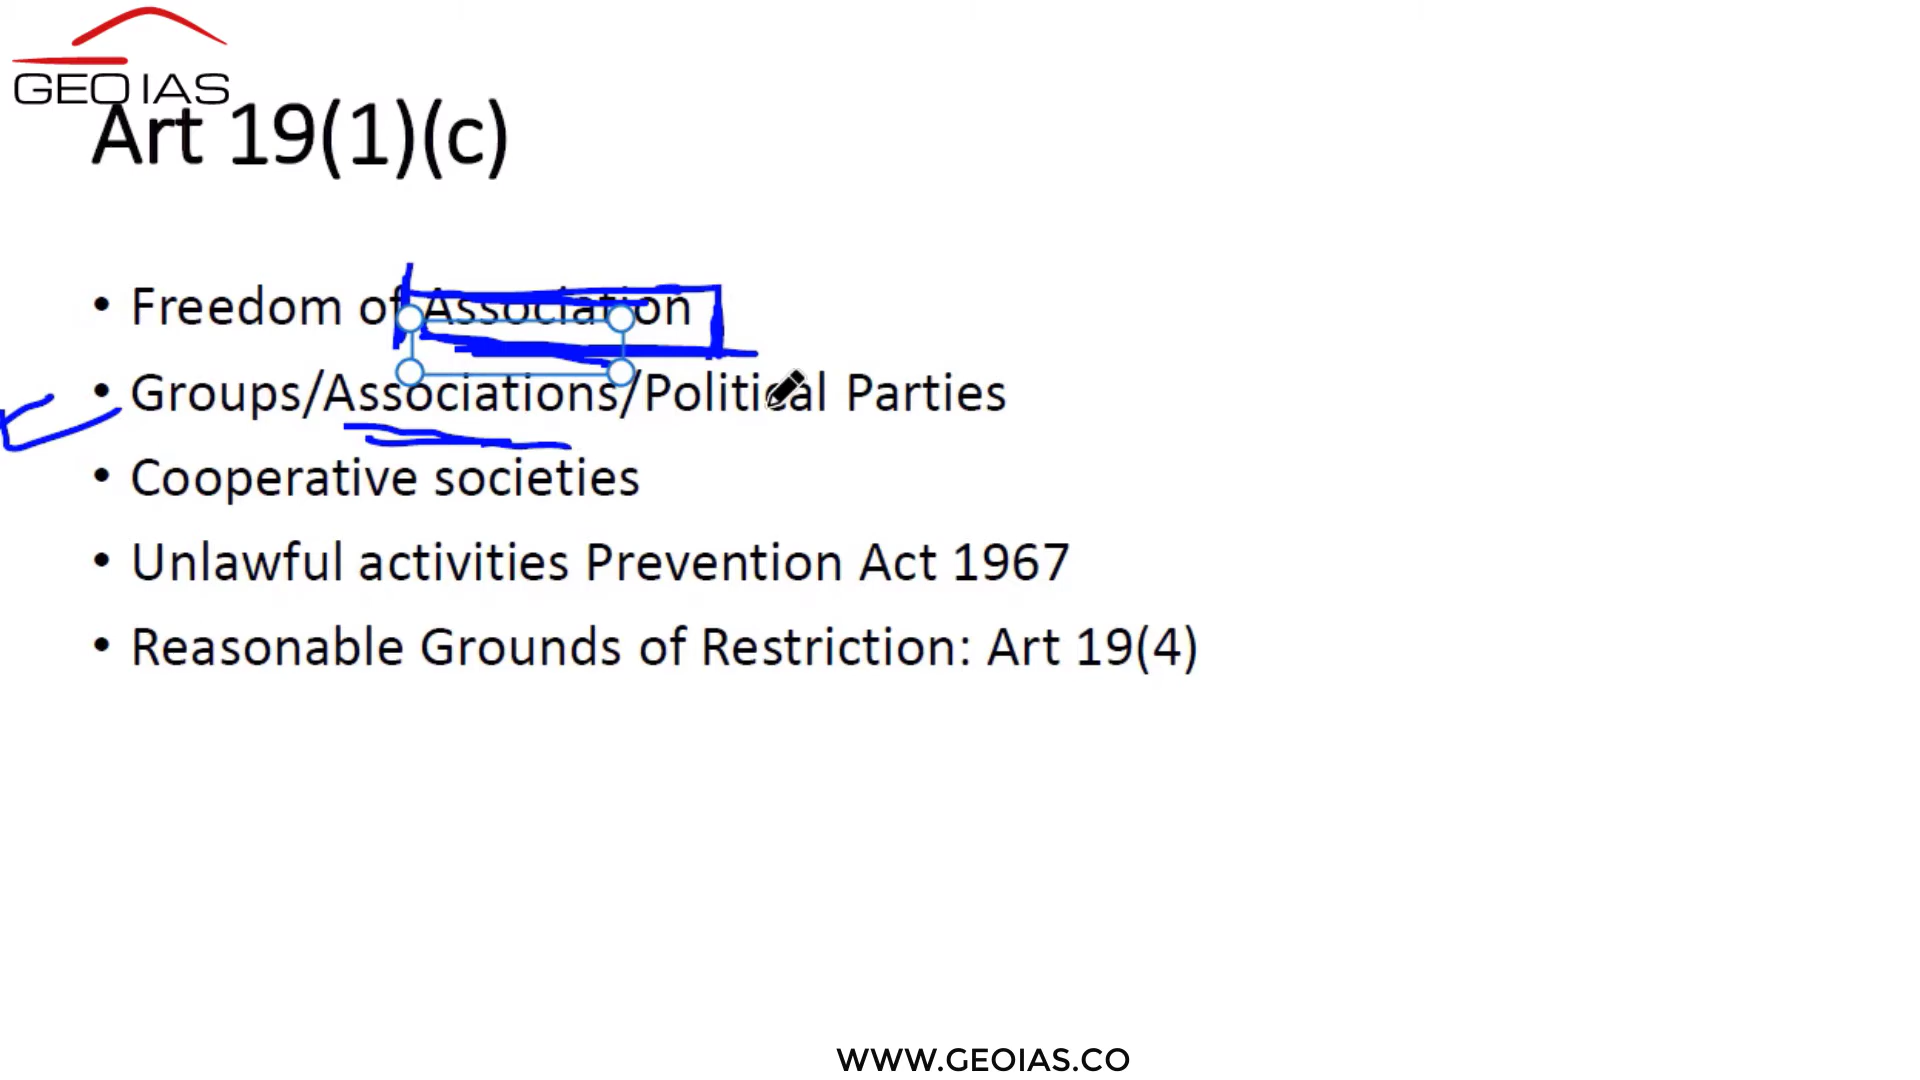 GEO IAS
Art 19(1)(c)
• Freedom of Association
• Groups/Associations/Political Parties
• Cooperative societies
• Unlawful activities Prevention Act 1967
• Reasonable Grounds of Restriction: Art 19(4)
WWW.GEOIAS.CO